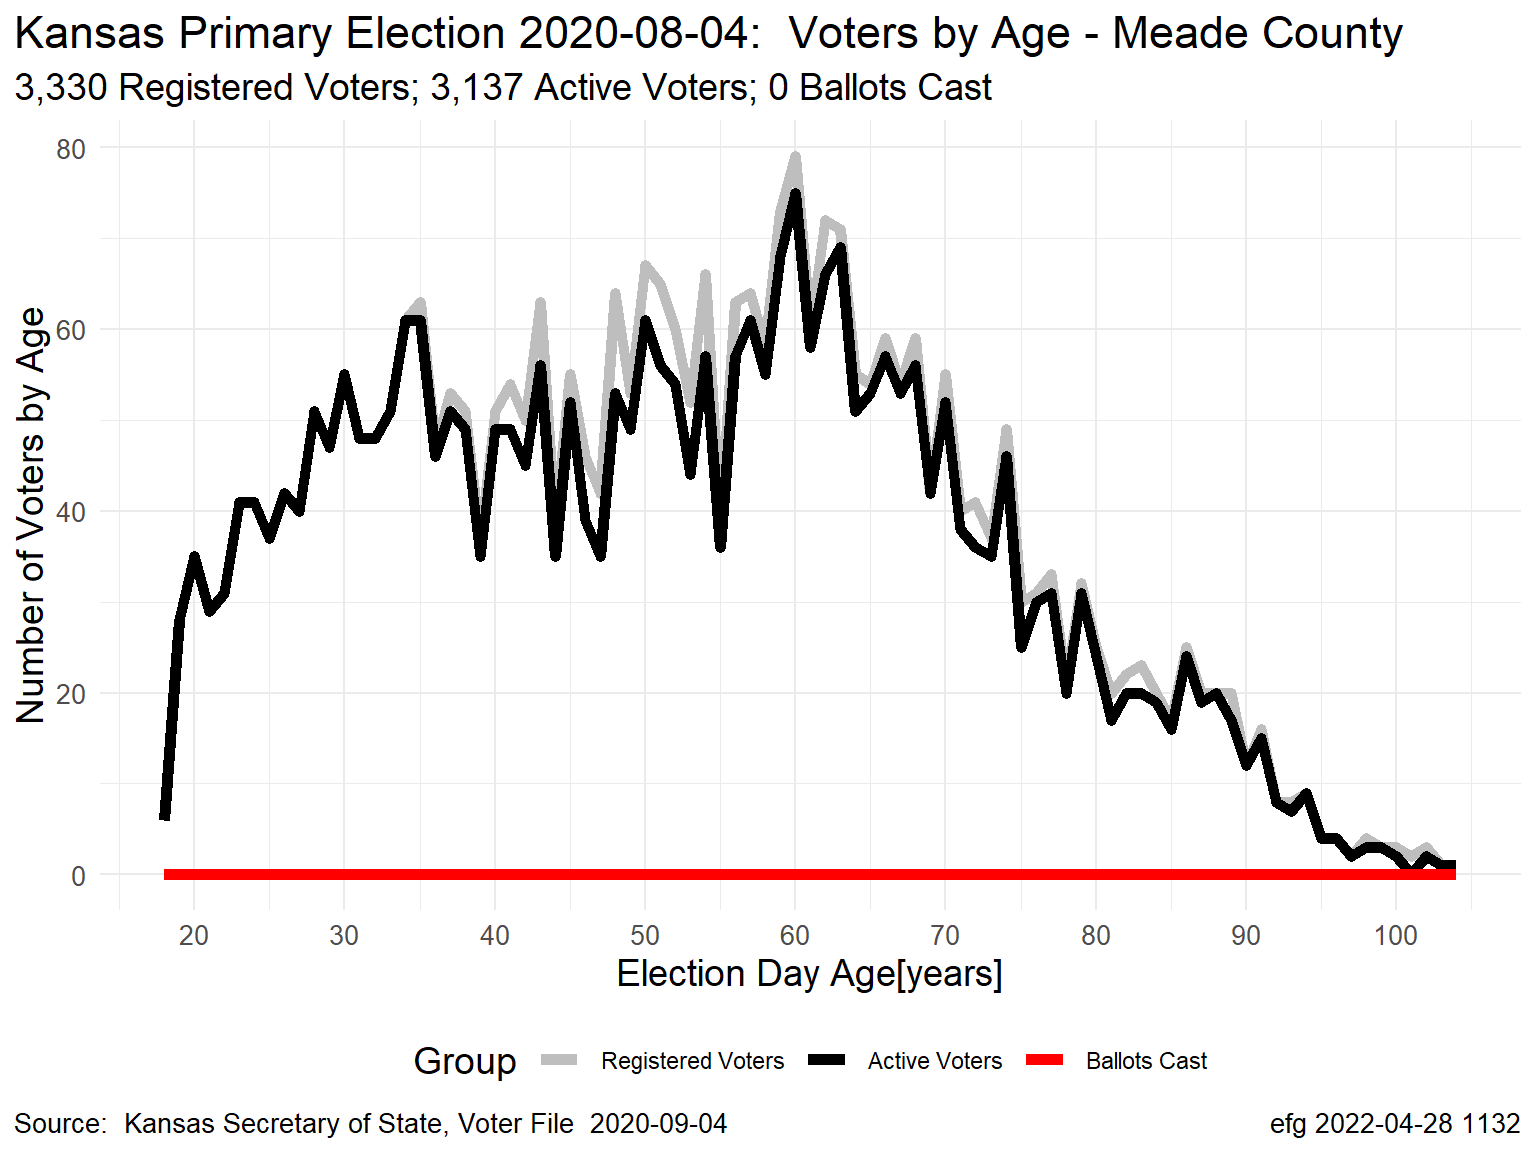 Kansas Primary Election 2020-08-04:  Voters by Age - Meade County
3,330 Registered Voters; 3,137 Active Voters; 0 Ballots Cast
Number of Voters by Age
80
60
40
20
0
20 30 40 50 60 70 80 90 100
Election Day Age[years]
Group Registered Voters Active Voters Ballots Cast
Source:  Kansas Secretary of State, Voter File  2020-09-04
efg 2022-04-28 1132